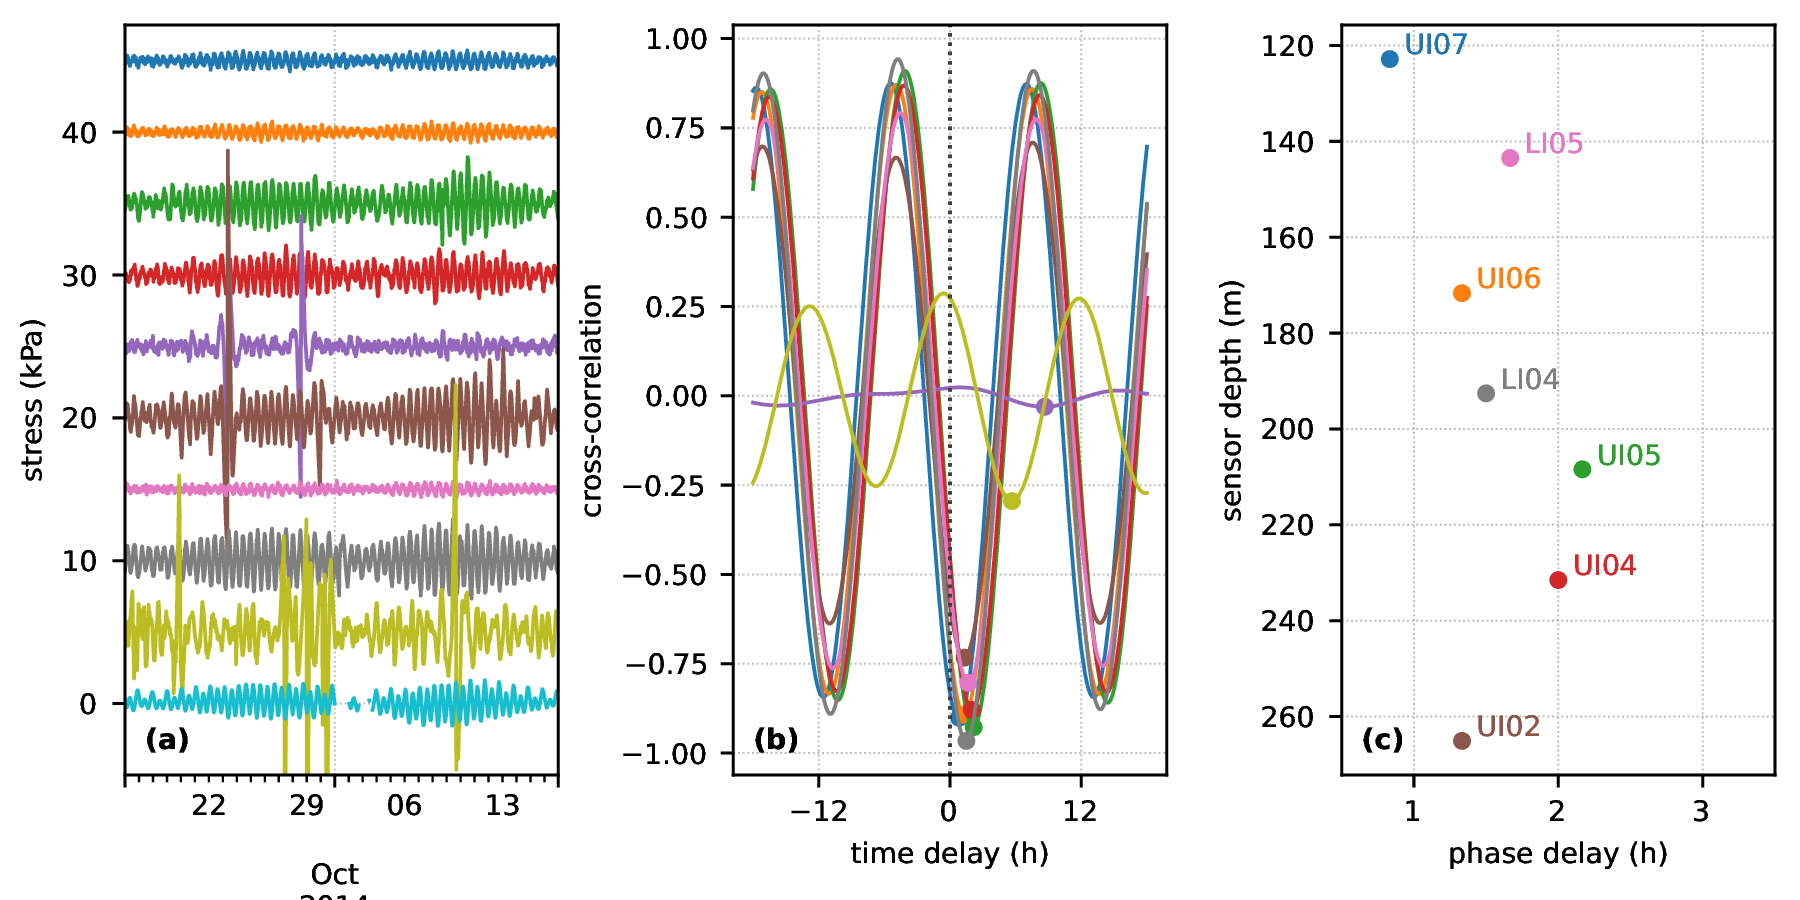 40
30
20
10
0
stress (kPa)
(a)
22 29 06 13
Oct
2014
1.00
0.75
0.50
0.25
0.00
−0.25
−0.50
−0.75
−1.00
cross-correlation
(b)
−12 0 12
time delay (h)
120
140
160
180
200
220
240
260
sensor depth (m)
UI07
LI05
UI06
LI04
UI05
UI04
UI02
(c)
1 2 3
phase delay (h)